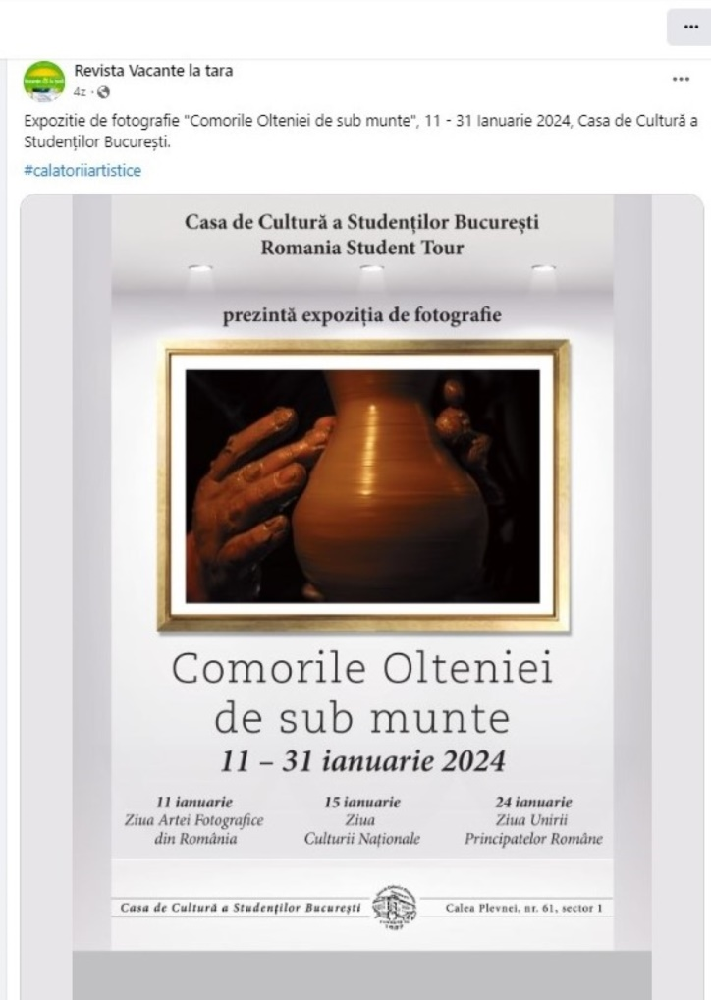 Revista Vacante la tara
4z ·
Expozitie de fotografie "Comorile Olteniei de sub munte", 11 - 31 Ianuarie 2024, Casa de Cultură a
Studenților București.
#calatoriiartistice
Casa de Cultură a Studenților București
Romania Student Tour
prezintă expoziția de fotografie
Comorile Olteniei
de sub munte
11 – 31 ianuarie 2024
11 ianuarie
Ziua Artei Fotografice
din România
15 ianuarie
Ziua
Culturii Naționale
24 ianuarie
Ziua Unirii
Principatelor Române
Casa de Cultură a Studenților București
Calea Plevnei, nr. 61, sector 1